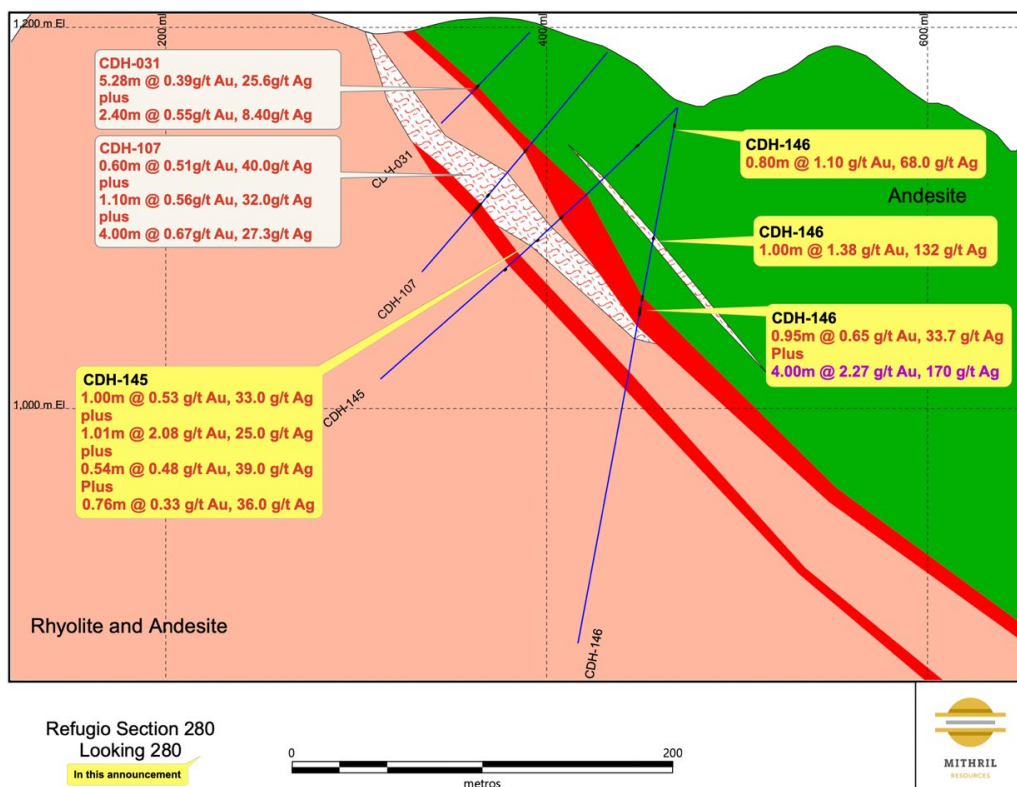 1,200 m El
200 m
400 m
600 m
CDH-031
5.28m @ 0.39g/t Au, 25.6g/t Ag
plus
2.40m @ 0.55g/t Au, 8.40g/t Ag
CDH-107
0.60m @ 0.51g/t Au, 40.0g/t Ag
plus
1.10m @ 0.56g/t Au, 32.0g/t Ag
plus
4.00m @ 0.67g/t Au, 27.3g/t Ag
CDH-031
CDH-146
0.80m @ 1.10 g/t Au, 68.0 g/t Ag
Andesite
CDH-146
1.00m @ 1.38 g/t Au, 132 g/t Ag
CDH-107
CDH-146
0.95m @ 0.65 g/t Au, 33.7 g/t Ag
Plus
4.00m @ 2.27 g/t Au, 170 g/t Ag
CDH-145
CDH-145
1.00m @ 0.53 g/t Au, 33.0 g/t Ag
plus
1.01m @ 2.08 g/t Au, 25.0 g/t Ag
plus
0.54m @ 0.48 g/t Au, 39.0 g/t Ag
Plus
0.76m @ 0.33 g/t Au, 36.0 g/t Ag
1,000 m El
Rhyolite and Andesite
CDH-146
Refugio Section 280
Looking 280
In this announcement
0
200
metros
MITHRIL
RESOURCES